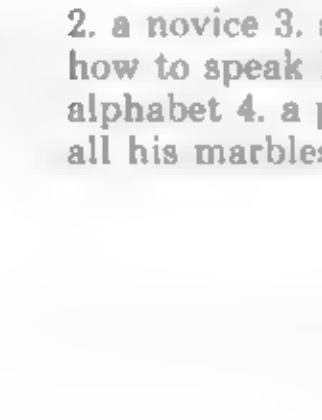 2. a novice 3.
how to speak
alphabet 4. a
all his marbles